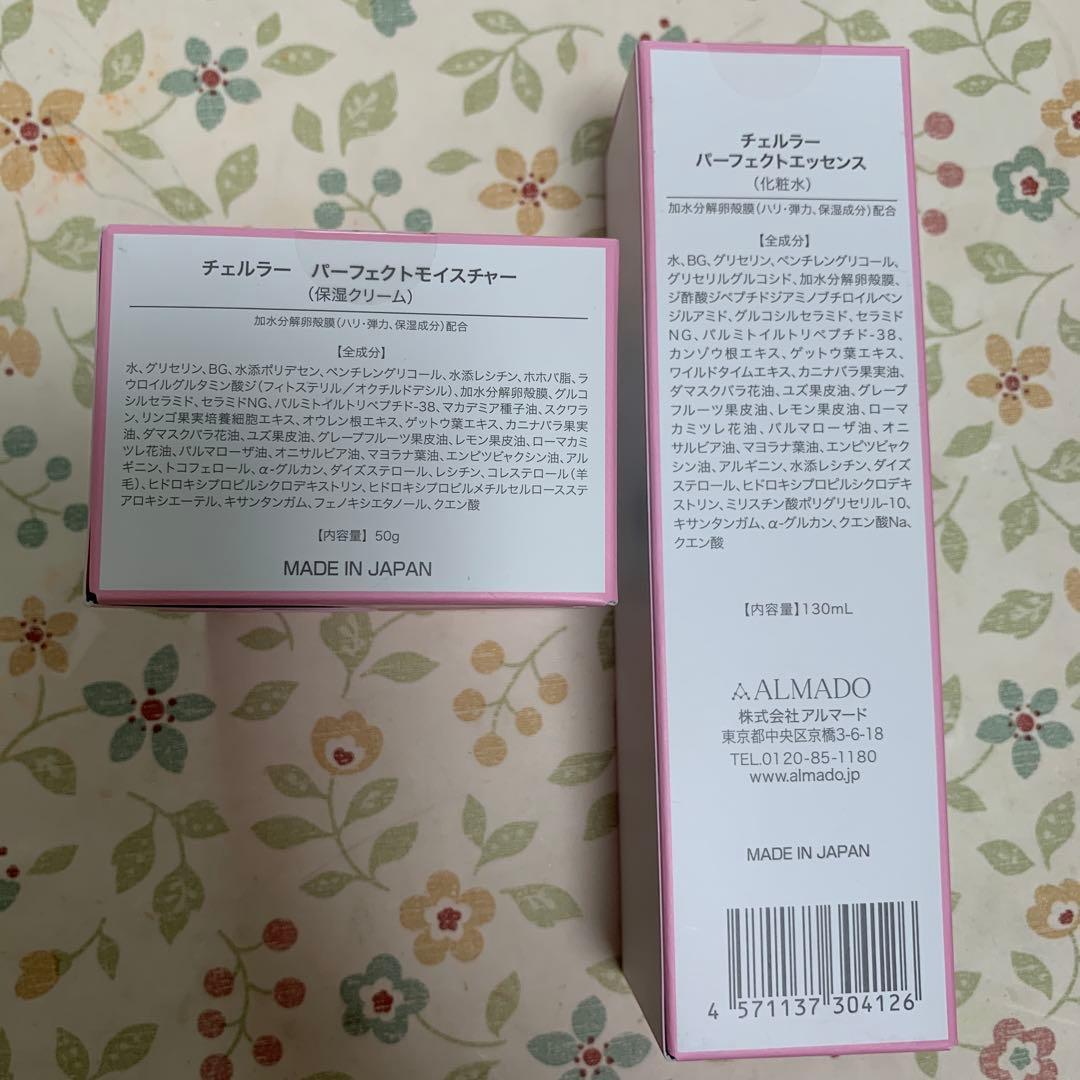 チェルラー　パーフェクトモイスチャー
（保湿クリーム）
加水分解卵殻膜（ハリ・弾力、保湿成分）配合
【全成分】
水、グリセリン、BG、水添ポリデセン、ペンチレングリコール、水添レシチン、ホホバ脂、ラ
ウロイルグルタミン酸ジ（フィトステリル／オクチルドデシル）、加水分解卵殻膜、グルコ
シルセラミド、セラミドNG、パルミトイルトリペプチド-38、マカデミア種子油、スクワラ
ン、リンゴ果実培養細胞エキス、オウレン根エキス、ゲットウ葉エキス、カニナバラ果実
油、ダマスクバラ花油、ユズ果皮油、グレープフルーツ果皮油、レモン果皮油、ローマカミ
ツレ花油、パルマローザ油、オニサルビア油、マヨラナ葉油、エンピツビャクシン油、アル
ギニン、トコフェロール、α-グルカン、ダイズステロール、レシチン、コレステロール（羊
毛）、ヒドロキシプロピルシクロデキストリン、ヒドロキシプロピルメチルセルロースステ
アロキシエーテル、キサンタンガム、フェノキシエタノール、クエン酸
【内容量】 50g
MADE IN JAPAN
チェルラー
パーフェクトエッセンス
（化粧水）
加水分解卵殻膜（ハリ・弾力、保湿成分）配合
【全成分】
水、BG、グリセリン、ペンチレングリコール、
グリセリルグルコシド、加水分解卵殻膜、
ジ酢酸ジペプチドジアミノブチロイルベン
ジルアミド、グルコシルセラミド、セラミド
NG、パルミトイルトリペプチド-38、
カンゾウ根エキス、ゲットウ葉エキス、
ワイルドタイムエキス、カニナバラ果実油、
ダマスクバラ花油、ユズ果皮油、グレープ
フルーツ果皮油、レモン果皮油、ローマ
カミツレ花油、パルマローザ油、オニ
サルビア油、マヨラナ葉油、エンピツビャク
シン油、アルギニン、水添レシチン、ダイズ
ステロール、ヒドロキシプロピルシクロデキ
ストリン、ミリスチン酸ポリグリセリル-10、
キサンタンガム、α-グルカン、クエン酸Na、
クエン酸
【内容量】130mL
ALMADO
株式会社アルマード
東京都中央区京橋3-6-18
TEL.0120-85-1180
www.almado.jp
MADE IN JAPAN
4 571137 304126